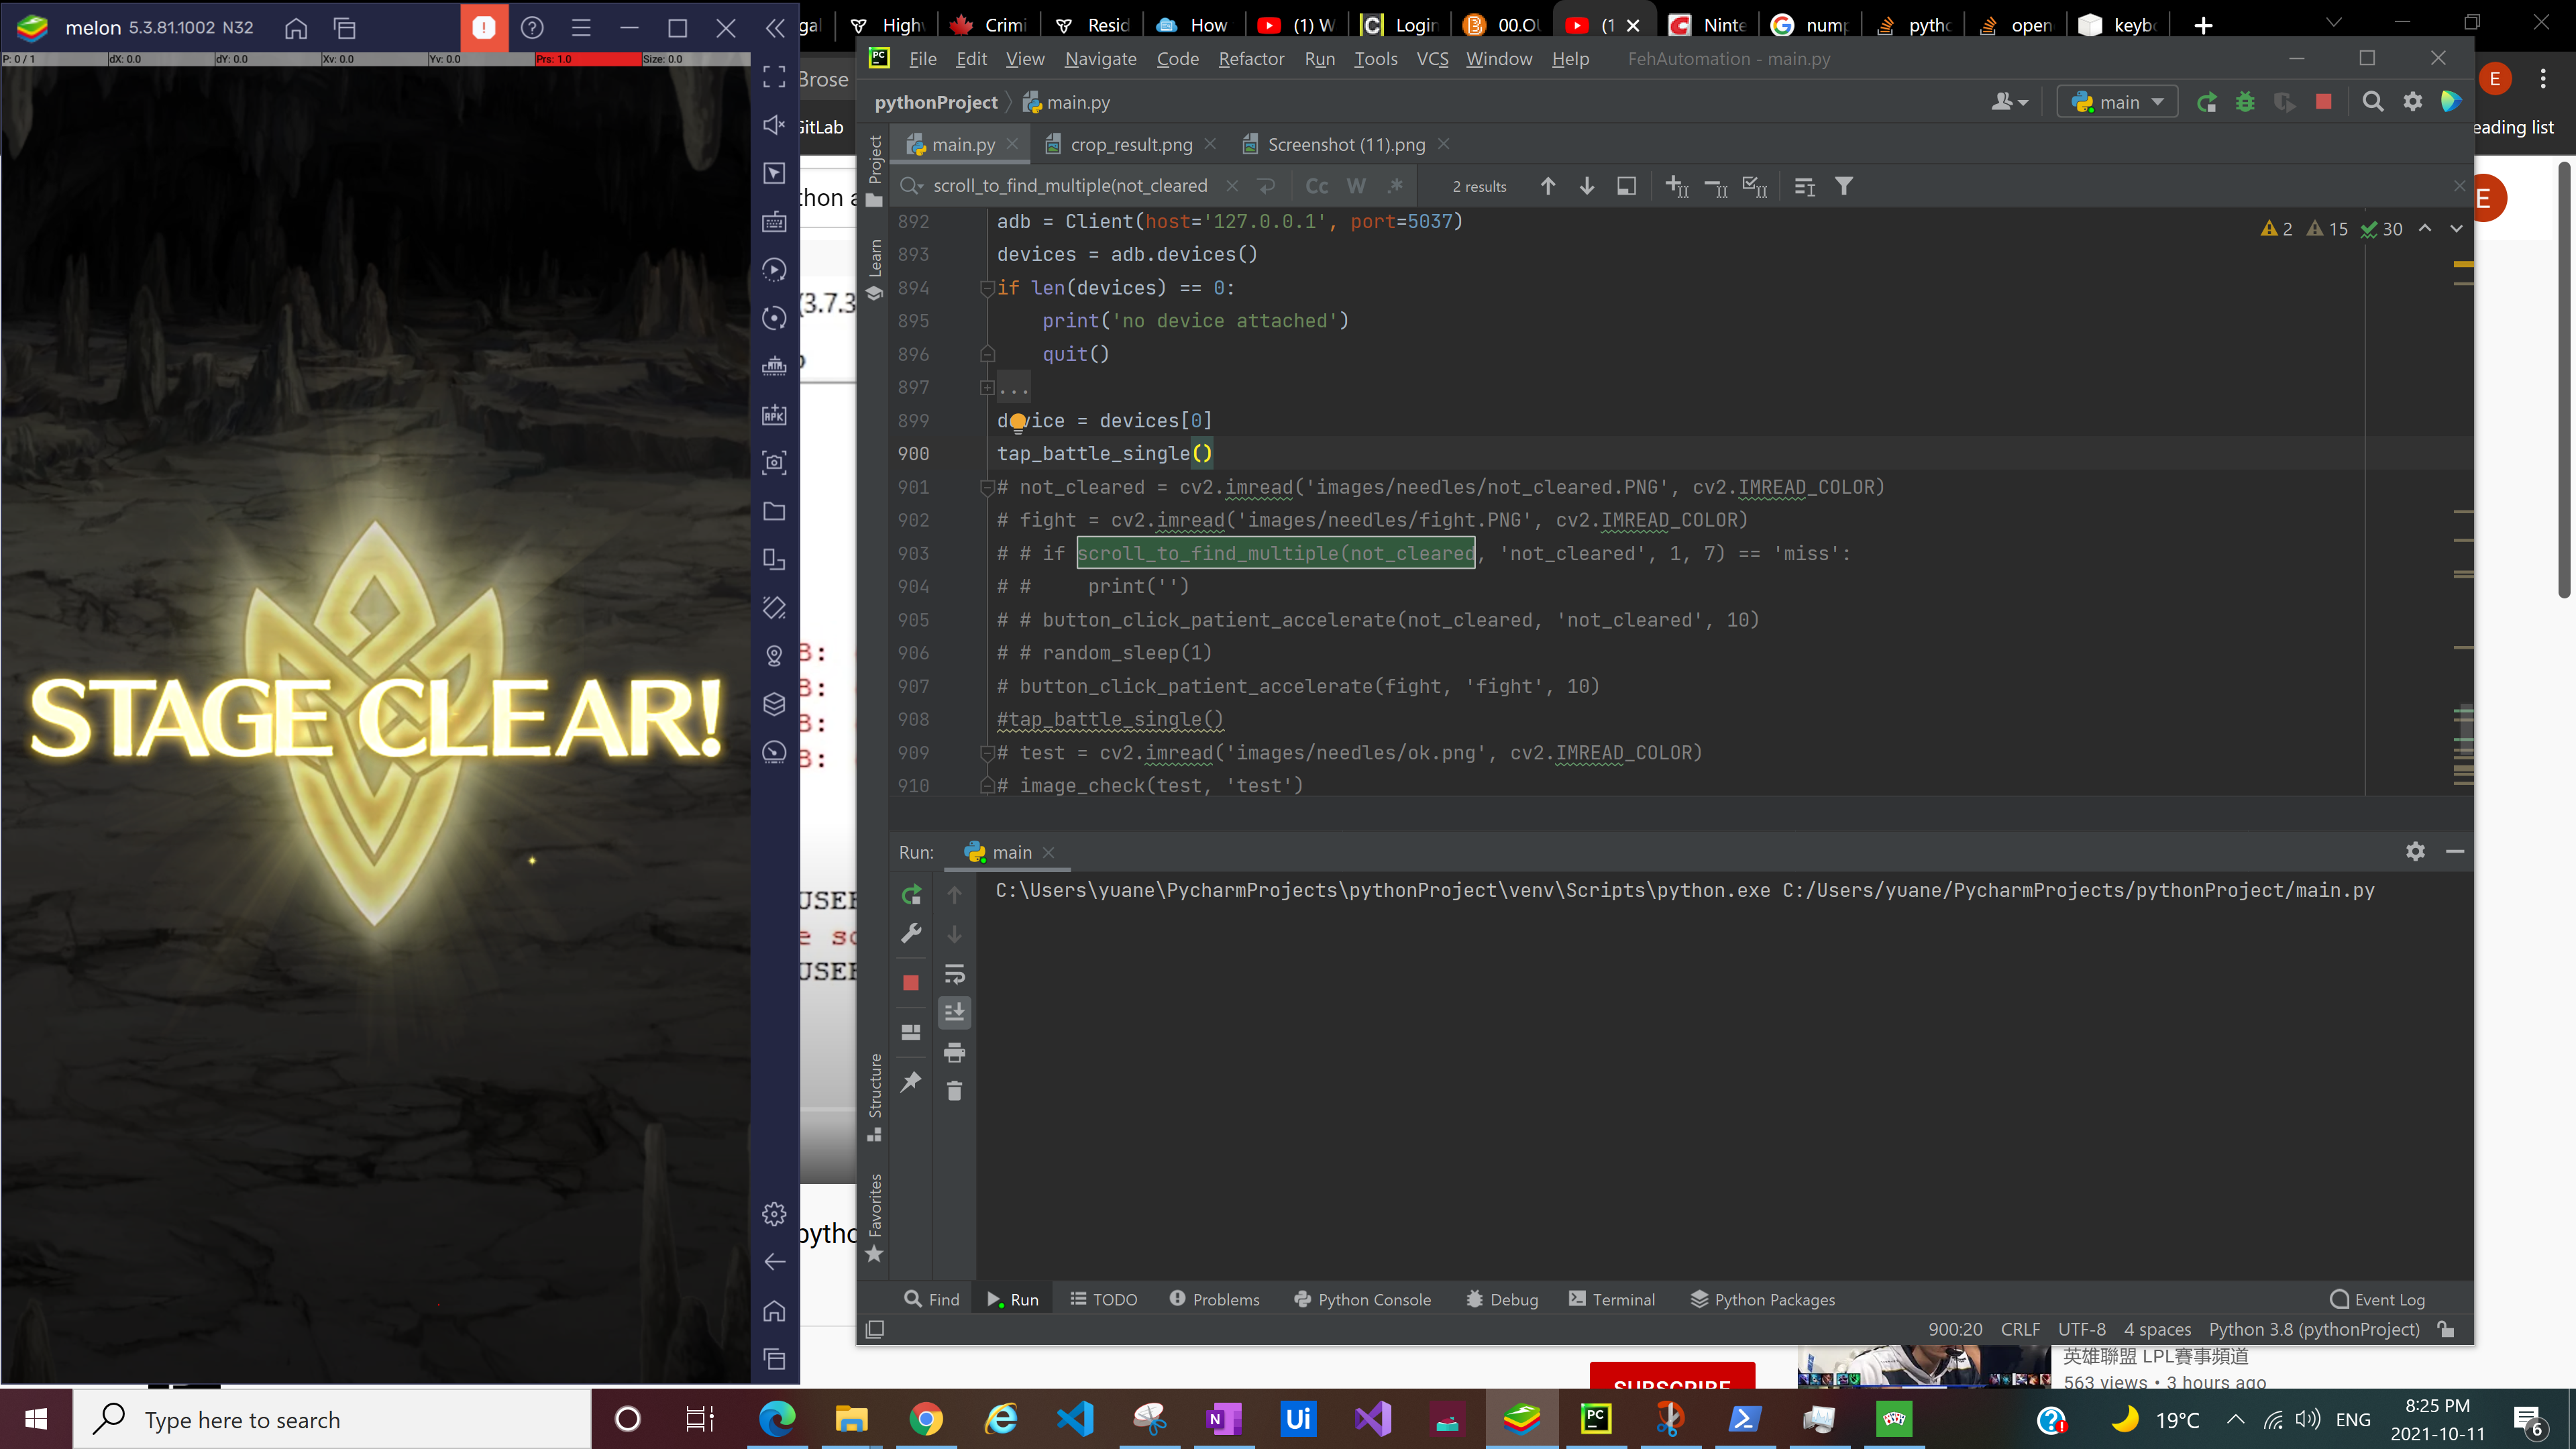 melon 5.3.81.1002 N32
P: 0 / 1 dX: 0.0 dY: 0.0 Xv: 0.0 Yv: 0.0 Prs: 1.0 Size: 0.0
STAGE CLEAR!
High Crimi Resid How (1) W Login 00.OU (1 Ninte nump pytho open keybo
Brose
GitLab
eading list
E
E
File Edit View Navigate Code Refactor Run Tools VCS Window Help FehAutomation - main.py
pythonProject main.py main
main.py crop_result.png Screenshot (11).png
scroll_to_find_multiple(not_cleared Cc W .* 2 results
2 15 30
Project
Learn
Structure
Favorites
892 adb = Client(host='127.0.0.1', port=5037)
893 devices = adb.devices()
894 if len(devices) == 0:
895 print('no device attached')
896 quit()
897 ...
899 device = devices[0]
900 tap_battle_single()
901 # not_cleared = cv2.imread('images/needles/not_cleared.PNG', cv2.IMREAD_COLOR)
902 # fight = cv2.imread('images/needles/fight.PNG', cv2.IMREAD_COLOR)
903 # # if scroll_to_find_multiple(not_cleared, 'not_cleared', 1, 7) == 'miss':
904 # # print('')
905 # # button_click_patient_accelerate(not_cleared, 'not_cleared', 10)
906 # # random_sleep(1)
907 # button_click_patient_accelerate(fight, 'fight', 10)
908 #tap_battle_single()
909 # test = cv2.imread('images/needles/ok.png', cv2.IMREAD_COLOR)
910 # image_check(test, 'test')
Run: main
C:\Users\yuane\PycharmProjects\pythonProject\venv\Scripts\python.exe C:/Users/yuane/PycharmProjects/pythonProject/main.py
Find Run TODO Problems Python Console Debug Terminal Python Packages Event Log
900:20 CRLF UTF-8 4 spaces Python 3.8 (pythonProject)
thon a
(3.7.3
USER
USER
pytho
SUBSCRIBE
英雄聯盟 LPL賽事頻道
563 views • 3 hours ago
Type here to search
19°C ENG 8:25 PM
2021-10-11
6